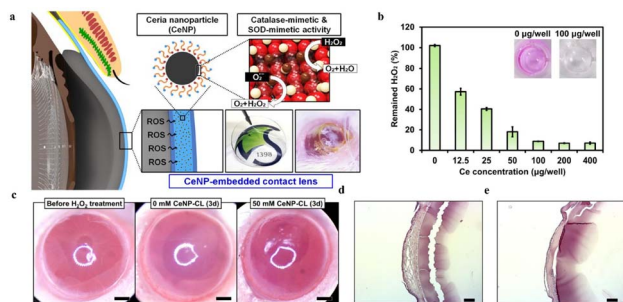 a
Ceria nanoparticle
(CeNP)
Catalase-mimetic &
SOD-mimetic activity
H₂O₂
O₂+H₂O
O₂+H₂O₂
ROS
ROS
ROS
ROS
1398
CeNP-embedded contact lens
b
0 μg/well
100 μg/well
Remained H₂O₂ (%)
120
100
80
60
40
20
0
0
12.5
25
50
100
200
400
Ce concentration (μg/well)
c
Before H₂O₂ treatment
0 mM CeNP-CL (3d)
50 mM CeNP-CL (3d)
d
e